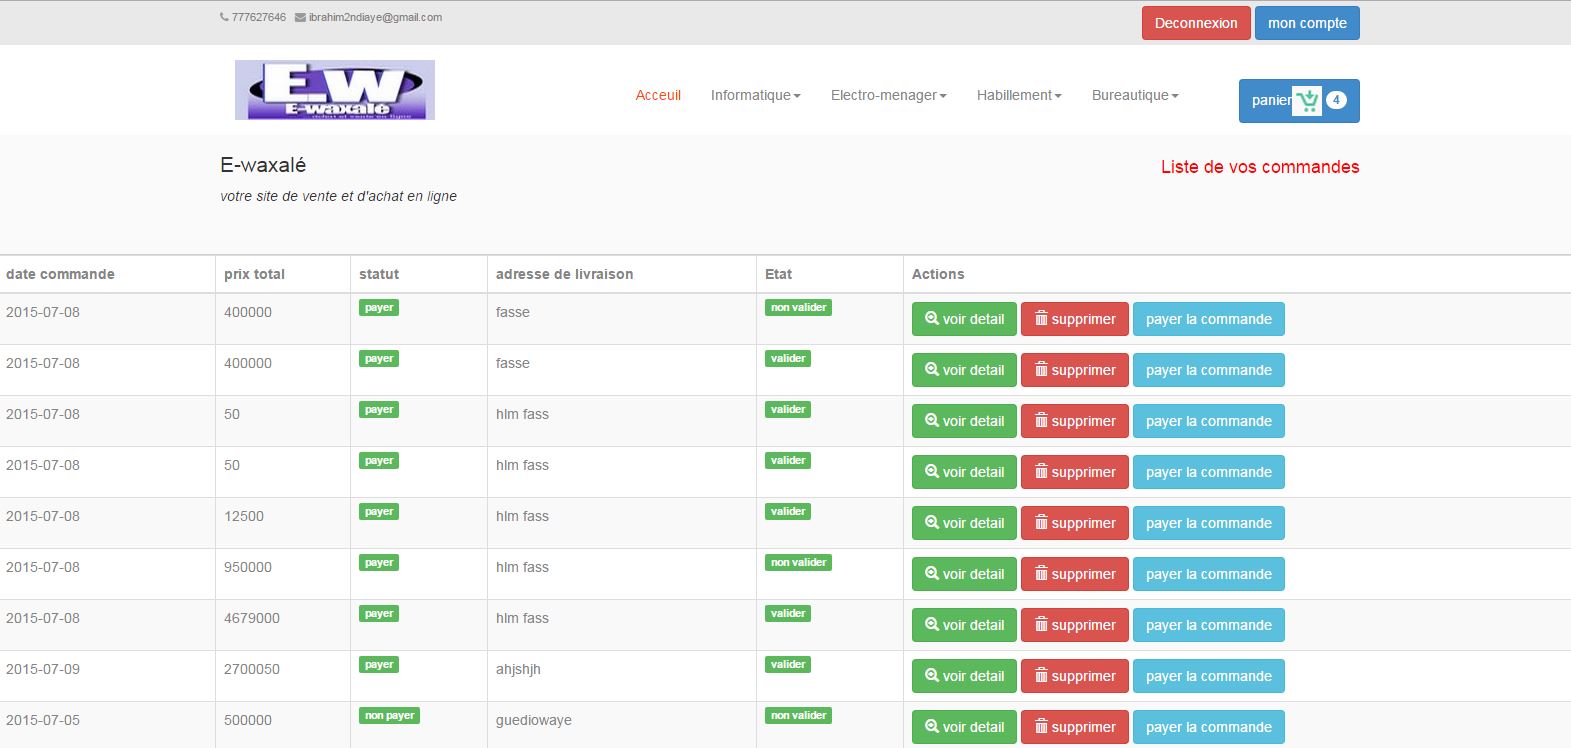 777627646 ibrahim2ndiaye@gmail.com Deconnexion mon compte
E.W
E-waxalé
achat et vente en ligne
Acceuil Informatique Electro-menager Habillement Bureautique panier 4
E-waxalé
Liste de vos commandes
votre site de vente et d'achat en ligne
date commande prix total statut adresse de livraison Etat Actions
2015-07-08 400000 payer fasse non valider voir detail supprimer payer la commande
2015-07-08 400000 payer fasse valider voir detail supprimer payer la commande
2015-07-08 50 payer hlm fass valider voir detail supprimer payer la commande
2015-07-08 50 payer hlm fass valider voir detail supprimer payer la commande
2015-07-08 12500 payer hlm fass valider voir detail supprimer payer la commande
2015-07-08 950000 payer hlm fass non valider voir detail supprimer payer la commande
2015-07-08 4679000 payer hlm fass valider voir detail supprimer payer la commande
2015-07-09 2700050 payer ahjshjh valider voir detail supprimer payer la commande
2015-07-05 500000 non payer guediowaye non valider voir detail supprimer payer la commande